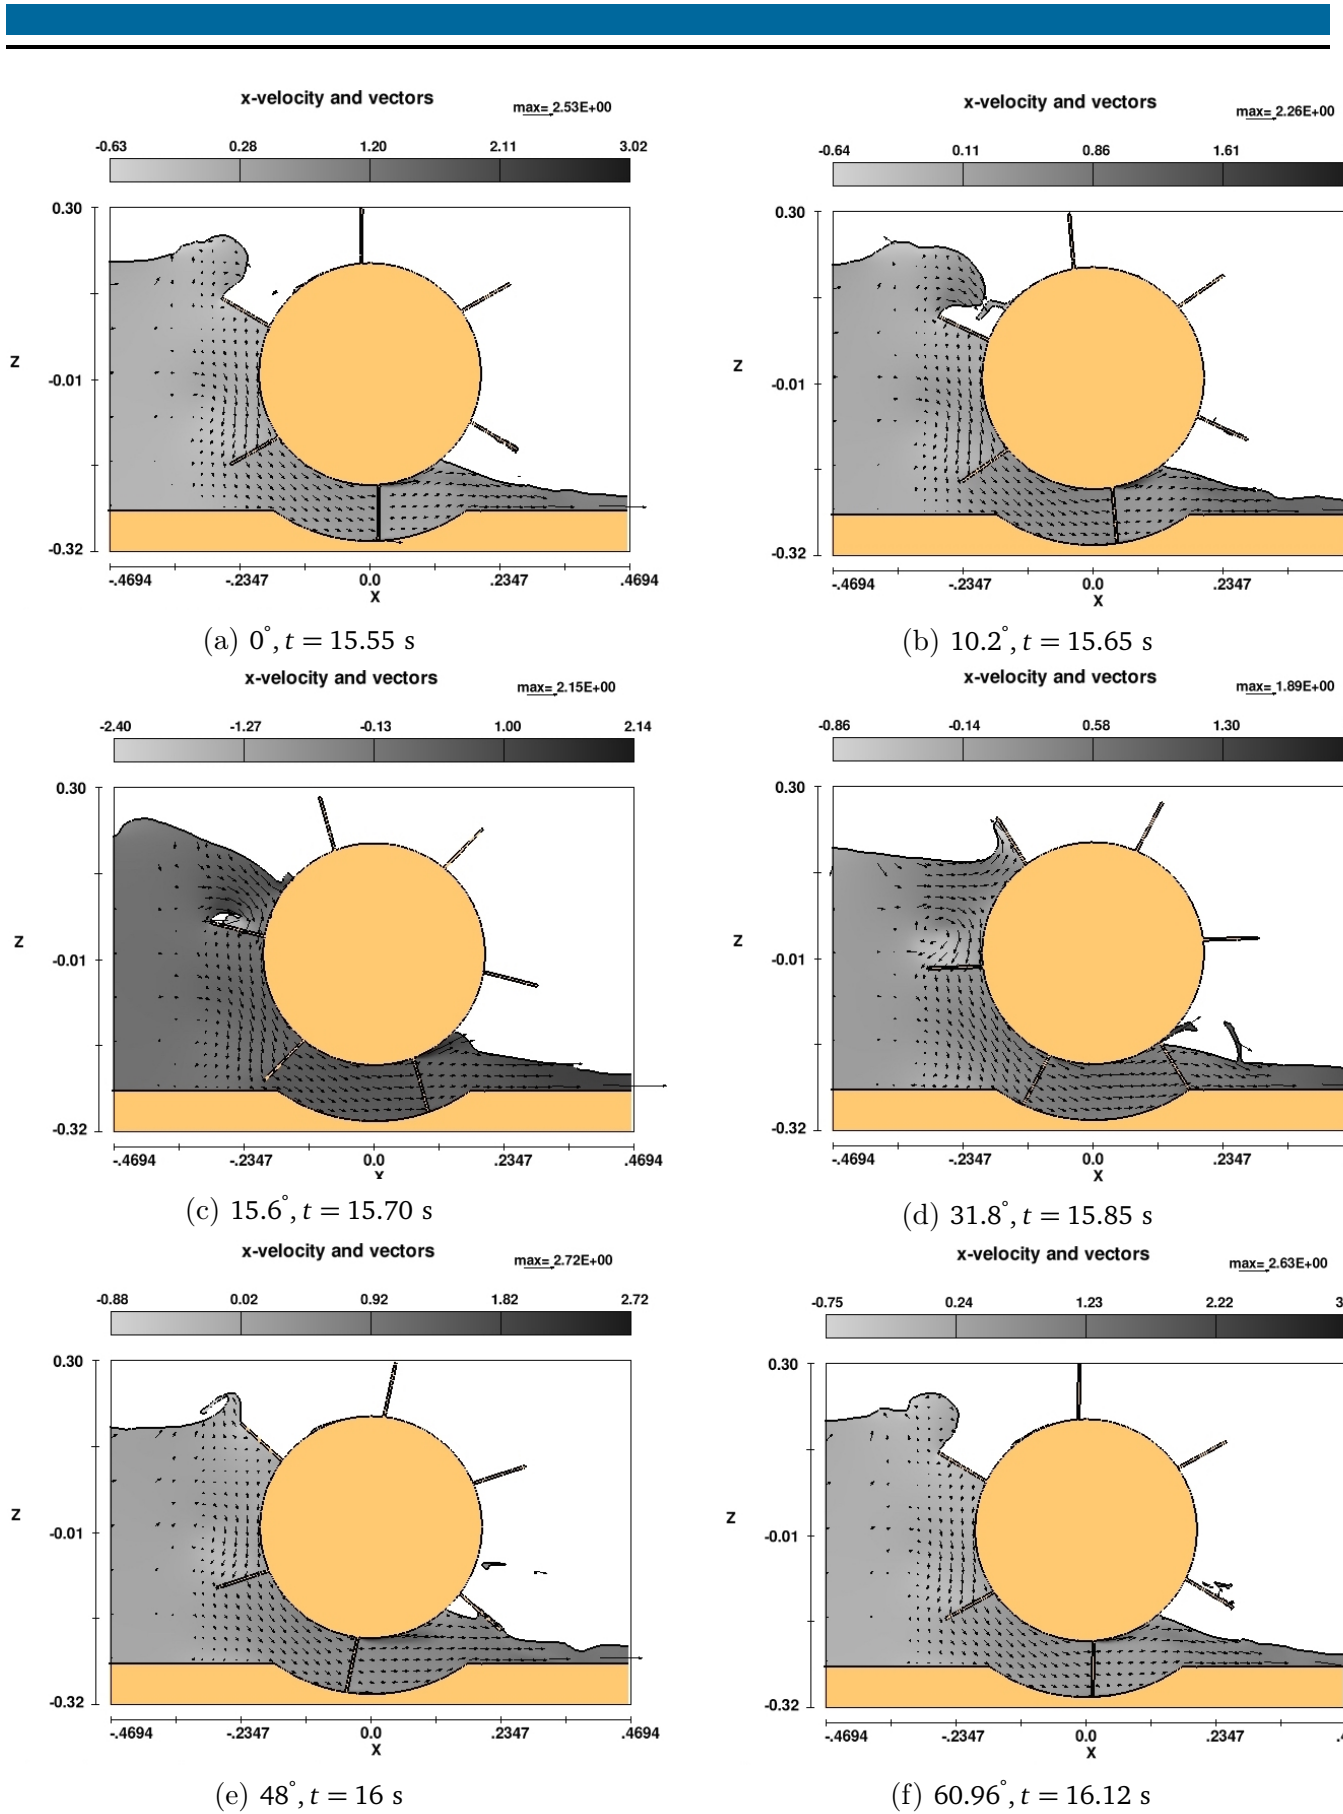 x-velocity and vectors
max= 2.53E+00
-0.63 0.28 1.20 2.11 3.02
0.30
Z
-0.01
-0.32
-.4694 -.2347 0.0 .2347 .4694
X
(a) 0°, t = 15.55 s
x-velocity and vectors
max= 2.26E+00
-0.64 0.11 0.86 1.61
0.30
Z
-0.01
-0.32
-.4694 -.2347 0.0 .2347
X
(b) 10.2°, t = 15.65 s
x-velocity and vectors
max= 2.15E+00
-2.40 -1.27 -0.13 1.00 2.14
0.30
Z
-0.01
-0.32
-.4694 -.2347 0.0 .2347 .4694
X
(c) 15.6°, t = 15.70 s
x-velocity and vectors
max= 1.89E+00
-0.86 -0.14 0.58 1.30
0.30
Z
-0.01
-0.32
-.4694 -.2347 0.0 .2347
X
(d) 31.8°, t = 15.85 s
x-velocity and vectors
max= 2.72E+00
-0.88 0.02 0.92 1.82 2.72
0.30
Z
-0.01
-0.32
-.4694 -.2347 0.0 .2347 .4694
X
(e) 48°, t = 16 s
x-velocity and vectors
max= 2.63E+00
-0.75 0.24 1.23 2.22
0.30
Z
-0.01
-0.32
-.4694 -.2347 0.0 .2347
X
(f) 60.96°, t = 16.12 s